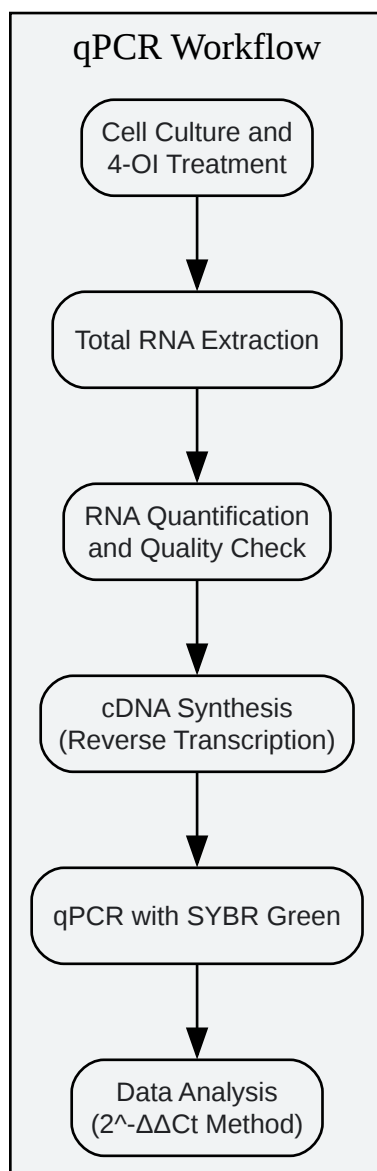 qPCR Workflow
Cell Culture and
4-OI Treatment
Total RNA Extraction
RNA Quantification
and Quality Check
cDNA Synthesis
(Reverse Transcription)
qPCR with SYBR Green
Data Analysis
(2^-ΔΔCt Method)